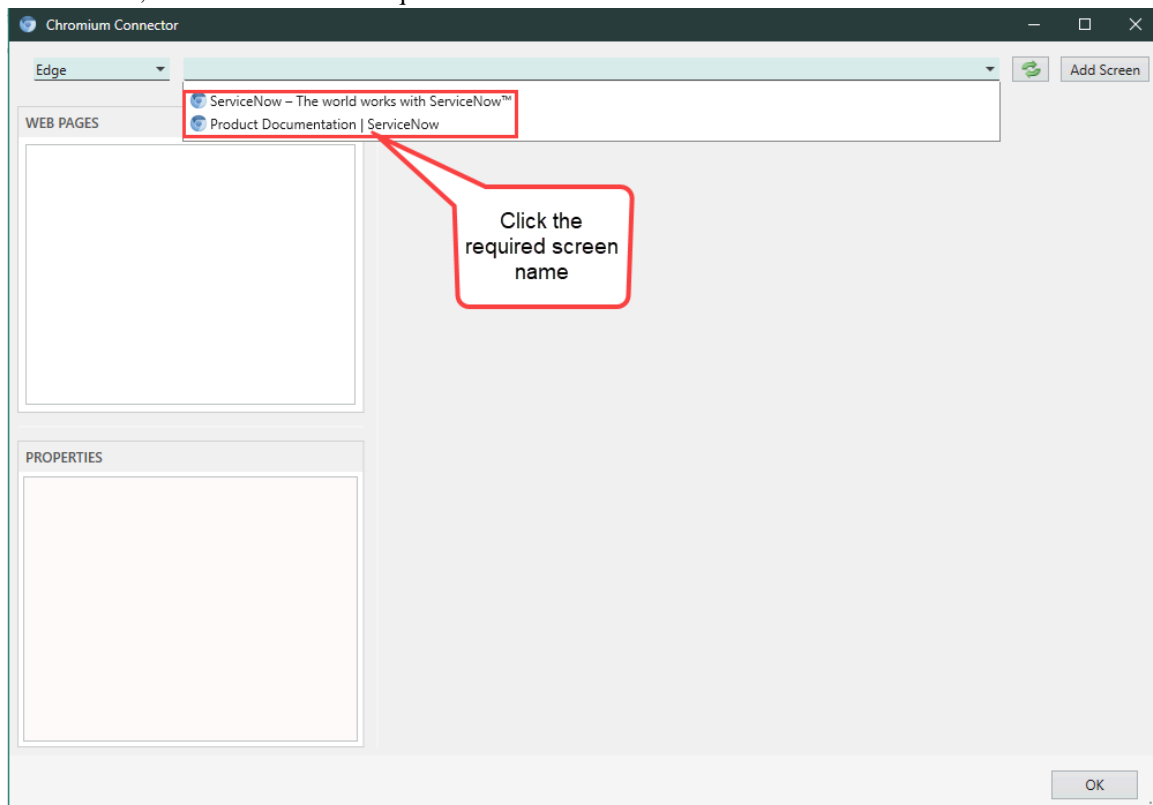 Chromium Connector
Edge
Add Screen
ServiceNow – The world works with ServiceNow™
Product Documentation | ServiceNow
WEB PAGES
Click the
required screen
name
PROPERTIES
OK